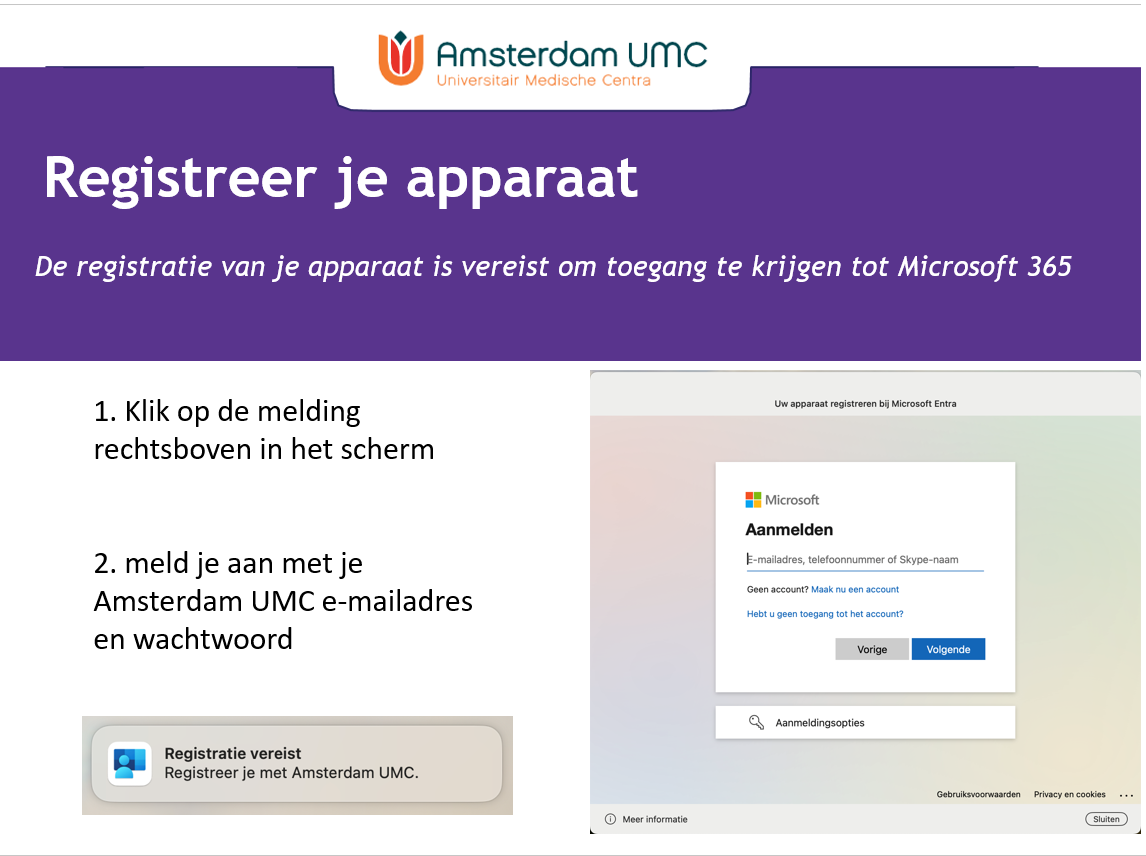 Amsterdam UMC
Universitair Medische Centra
Registreer je apparaat
De registratie van je apparaat is vereist om toegang te krijgen tot Microsoft 365
1. Klik op de melding
rechtsboven in het scherm
2. meld je aan met je
Amsterdam UMC e-mailadres
en wachtwoord
Registratie vereist
Registreer je met Amsterdam UMC.
Uw apparaat registreren bij Microsoft Entra
Microsoft
Aanmelden
E-mailadres, telefoonnummer of Skype-naam
Geen account? Maak nu een account
Hebt u geen toegang tot het account?
Vorige Volgende
Aanmeldingsopties
Gebruiksvoorwaarden Privacy en cookies ...
Meer informatie Sluiten